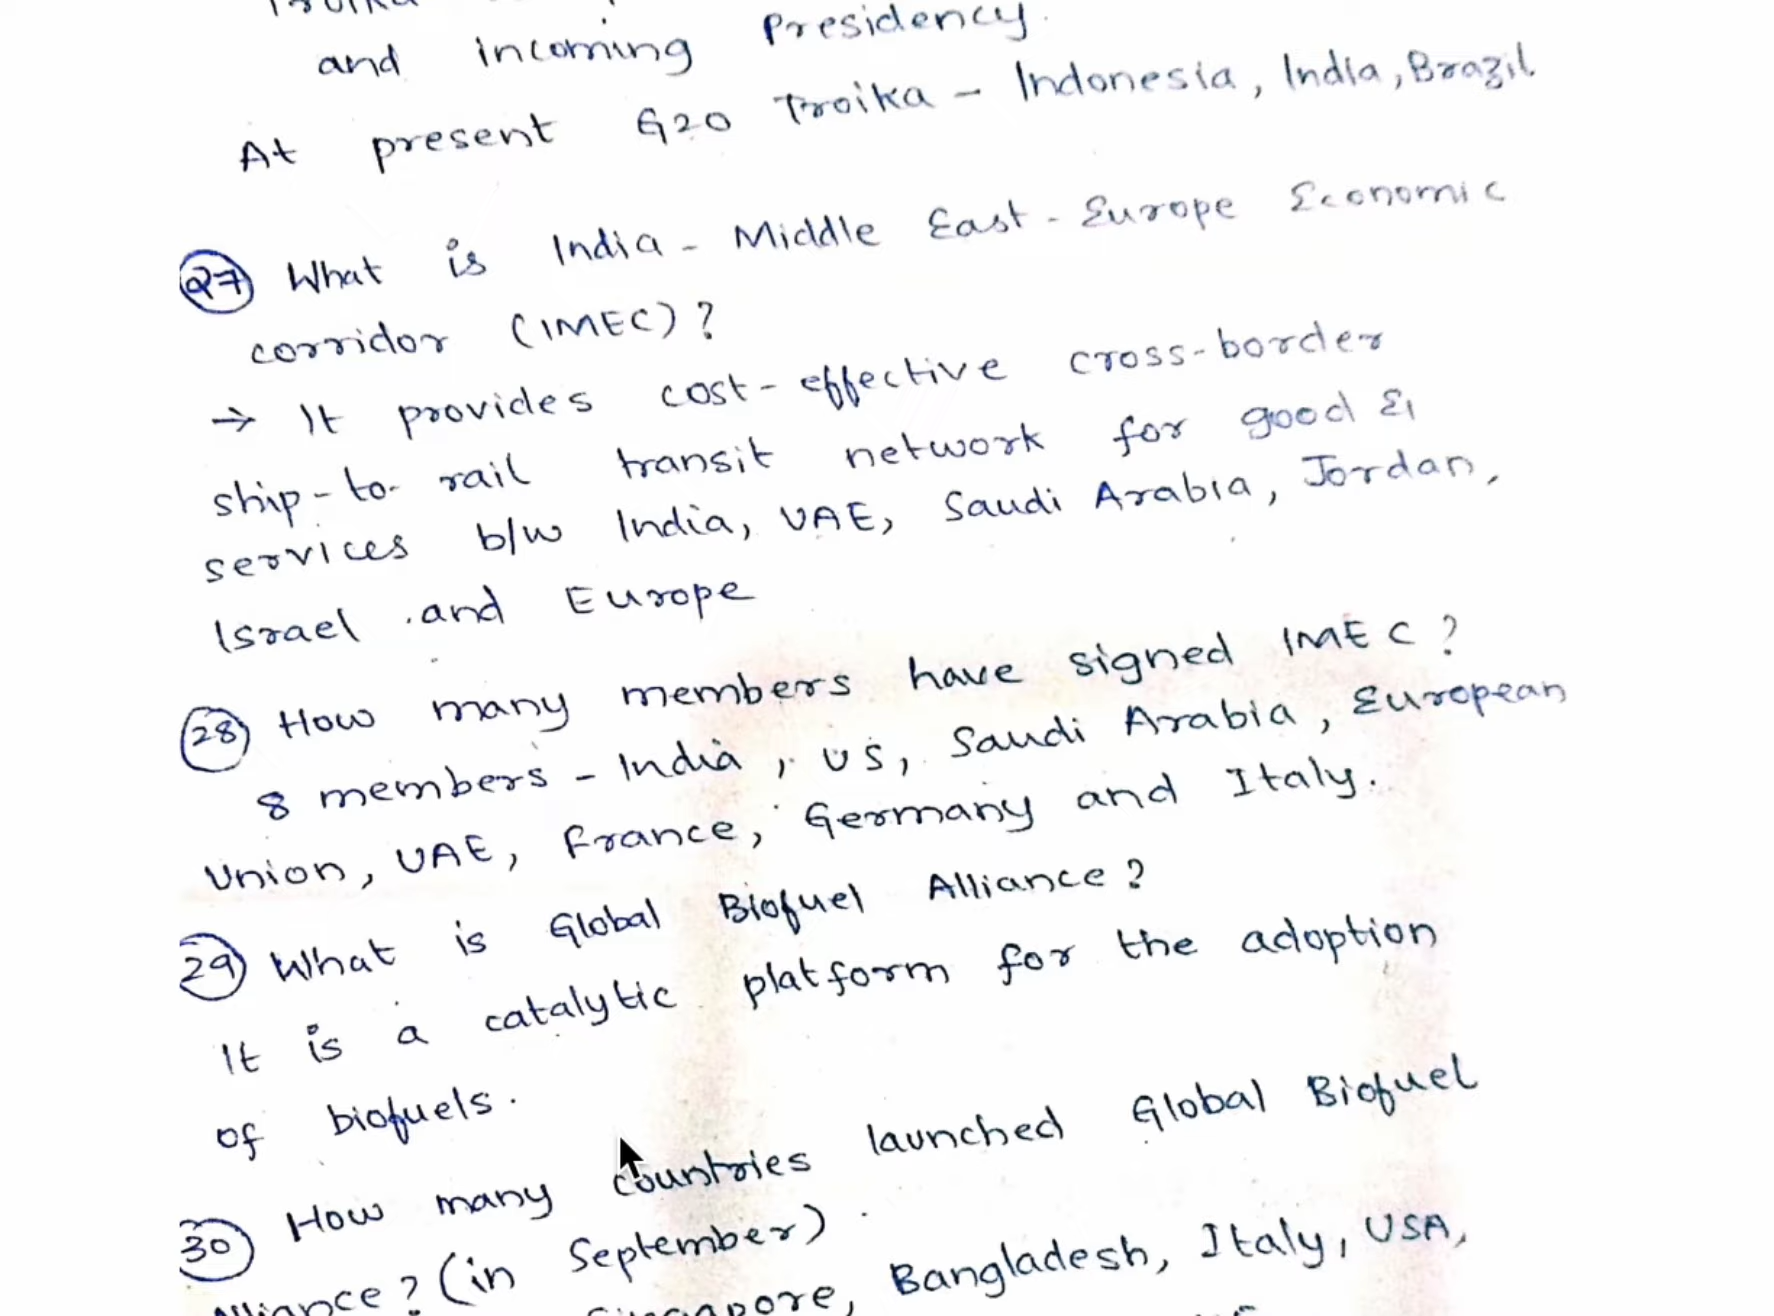 Troika
and incoming Presidency.
At present G20 Troika - Indonesia, India, Brazil
27 What is India - Middle East - Europe Economic
corridor (IMEC)?
→ It provides cost-effective cross-border
ship-to-rail transit network for good &
services b/w India, UAE, Saudi Arabia, Jordan,
Israel and Europe
28 How many members have signed IMEC?
8 members - India, US, Saudi Arabia, European
Union, UAE, France, Germany and Italy.
29 What is Global Biofuel Alliance?
It is a catalytic platform for the adoption
of biofuels.
30 How many countries launched Global Biofuel
Alliance? (in September).
Singapore, Bangladesh, Italy, USA,